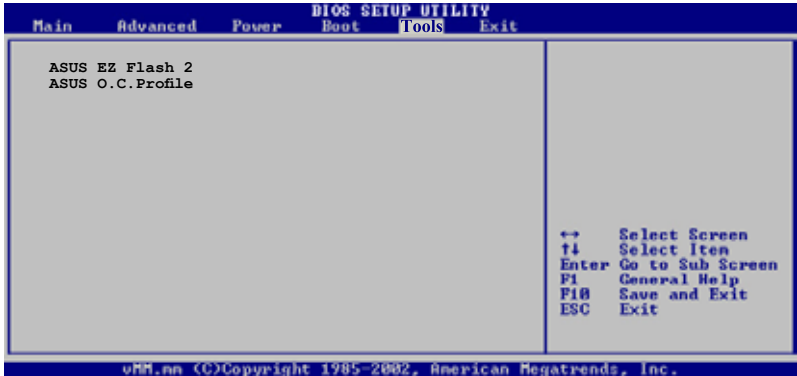 BIOS SETUP UTILITY
Main Advanced Power Boot Tools Exit
ASUS EZ Flash 2
ASUS O.C.Profile
↔ Select Screen
↑↓ Select Item
Enter Go to Sub Screen
F1 General Help
F10 Save and Exit
ESC Exit
vMM.mm (C)Copyright 1985-2002, American Megatrends, Inc.